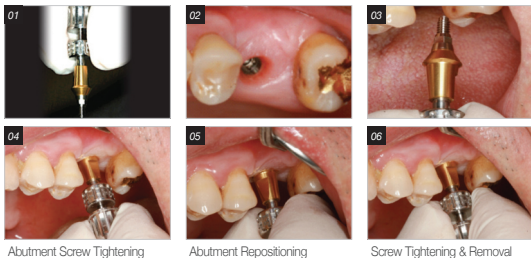 01
02
03
04
05
06
Abutment Screw Tightening
Abutment Repositioning
Screw Tightening & Removal